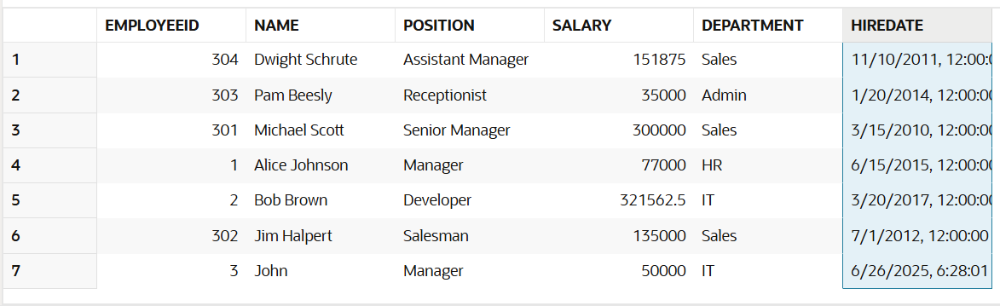 EMPLOYEEID NAME POSITION SALARY DEPARTMENT HIREDATE
1 304 Dwight Schrute Assistant Manager 151875 Sales 11/10/2011, 12:00:0
2 303 Pam Beesly Receptionist 35000 Admin 1/20/2014, 12:00:00
3 301 Michael Scott Senior Manager 300000 Sales 3/15/2010, 12:00:00
4 1 Alice Johnson Manager 77000 HR 6/15/2015, 12:00:00
5 2 Bob Brown Developer 321562.5 IT 3/20/2017, 12:00:00
6 302 Jim Halpert Salesman 135000 Sales 7/1/2012, 12:00:00
7 3 John Manager 50000 IT 6/26/2025, 6:28:01